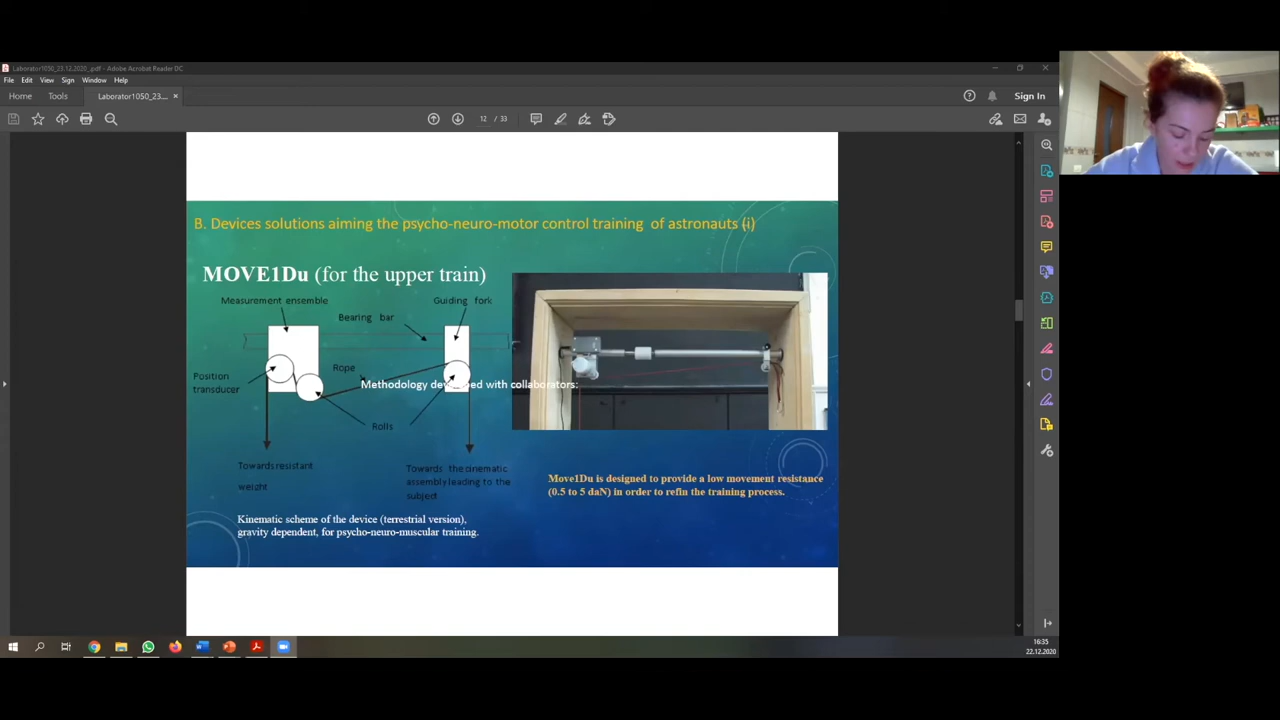 Laborator1050_23.12.2020_.pdf - Adobe Acrobat Reader DC
File Edit View Sign Window Help
Home Tools Laborator1050_23... × Sign In
12 / 33
B. Devices solutions aiming the psycho-neuro-motor control training of astronauts (i)
MOVE1Du (for the upper train)
Measurement ensemble
Guiding fork
Bearing bar
Rope
Position
transducer
Methodology developed with collaborators:
Rolls
Towards resistant
weight
Towards the cinematic
assembly leading to the
subject
Move1Du is designed to provide a low movement resistance
(0.5 to 5 daN) in order to refin the training process.
Kinematic scheme of the device (terrestrial version),
gravity dependent, for psycho-neuro-muscular training.
16:35
22.12.2020